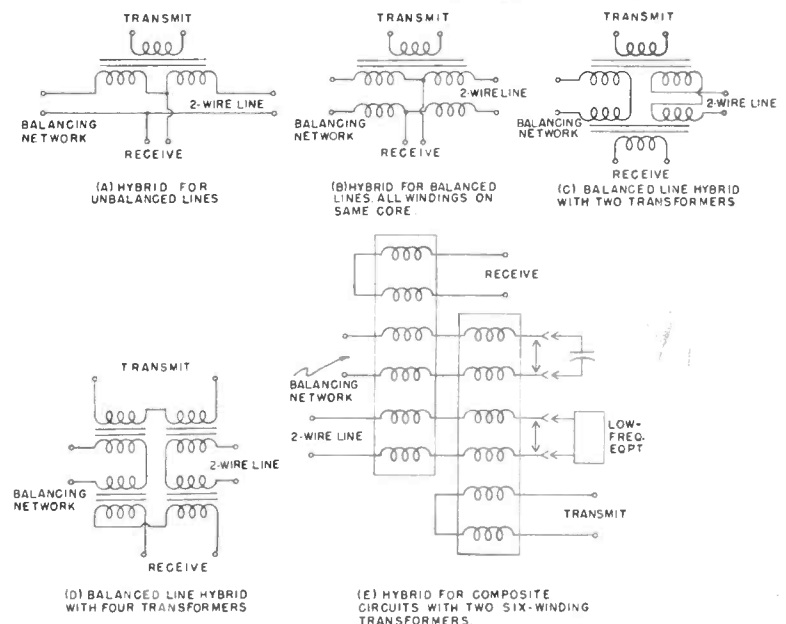 TRANSMIT
2-WIRE LINE
BALANCING
NETWORK
RECEIVE
(A) HYBRID FOR
UNBALANCED LINES
TRANSMIT
2-WIRE LINE
BALANCING
NETWORK
RECEIVE
(B) HYBRID FOR BALANCED
LINES. ALL WINDINGS ON
SAME CORE.
TRANSMIT
2-WIRE LINE
BALANCING
NETWORK
RECEIVE
(C) BALANCED LINE HYBRID
WITH TWO TRANSFORMERS
TRANSMIT
2-WIRE LINE
BALANCING
NETWORK
RECEIVE
(D) BALANCED LINE HYBRID
WITH FOUR TRANSFORMERS
RECEIVE
BALANCING
NETWORK
2-WIRE LINE
LOW-
FREQ.
EQPT
TRANSMIT
(E) HYBRID FOR COMPOSITE
CIRCUITS WITH TWO SIX-WINDING
TRANSFORMERS